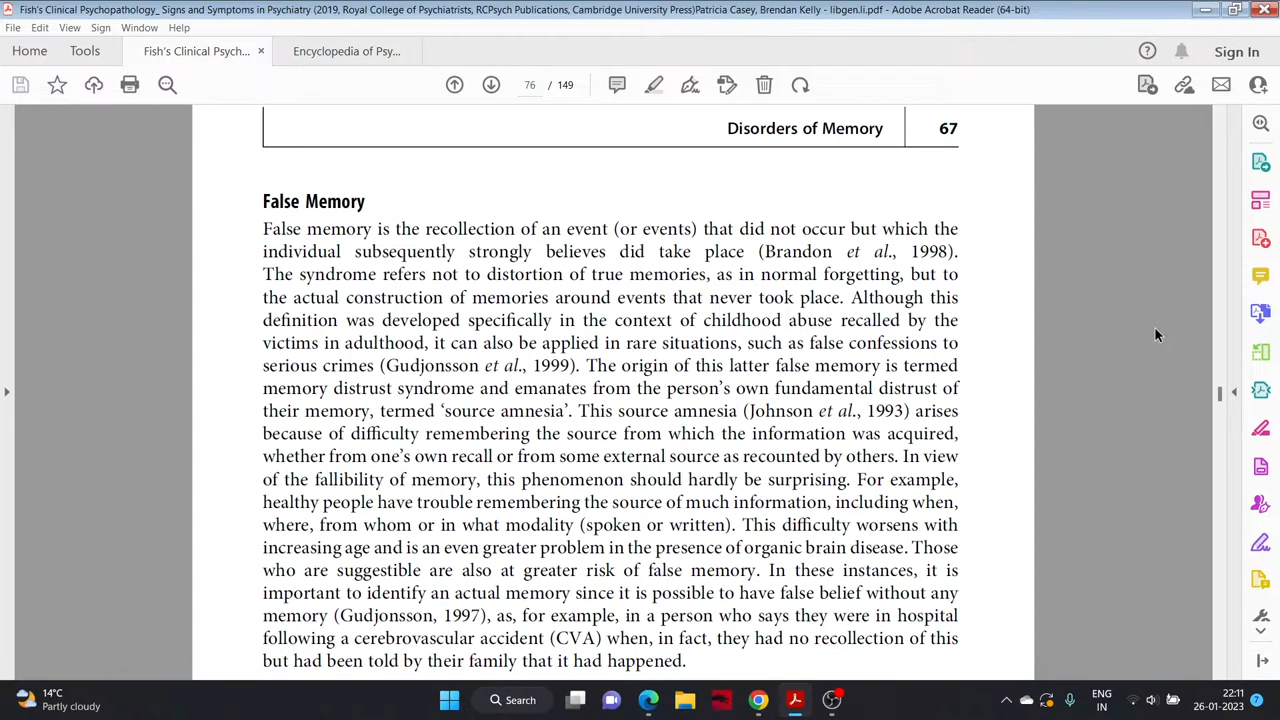 Fish's Clinical Psychopathology_ Signs and Symptoms in Psychiatry (2019, Royal College of Psychiatrists, RCPsych Publications, Cambridge University Press)Patricia Casey, Brendan Kelly - libgen.li.pdf - Adobe Acrobat Reader (64-bit)
File Edit View Sign Window Help
Home Tools Fish's Clinical Psych... × Encyclopedia of Psy... Sign In
76 / 149
Disorders of Memory 67
False Memory
False memory is the recollection of an event (or events) that did not occur but which the
individual subsequently strongly believes did take place (Brandon et al., 1998).
The syndrome refers not to distortion of true memories, as in normal forgetting, but to
the actual construction of memories around events that never took place. Although this
definition was developed specifically in the context of childhood abuse recalled by the
victims in adulthood, it can also be applied in rare situations, such as false confessions to
serious crimes (Gudjonsson et al., 1999). The origin of this latter false memory is termed
memory distrust syndrome and emanates from the person's own fundamental distrust of
their memory, termed 'source amnesia'. This source amnesia (Johnson et al., 1993) arises
because of difficulty remembering the source from which the information was acquired,
whether from one's own recall or from some external source as recounted by others. In view
of the fallibility of memory, this phenomenon should hardly be surprising. For example,
healthy people have trouble remembering the source of much information, including when,
where, from whom or in what modality (spoken or written). This difficulty worsens with
increasing age and is an even greater problem in the presence of organic brain disease. Those
who are suggestible are also at greater risk of false memory. In these instances, it is
important to identify an actual memory since it is possible to have false belief without any
memory (Gudjonsson, 1997), as, for example, in a person who says they were in hospital
following a cerebrovascular accident (CVA) when, in fact, they had no recollection of this
but had been told by their family that it had happened.
14°C
Partly cloudy
Search
ENG
IN
22:11
26-01-2023
7